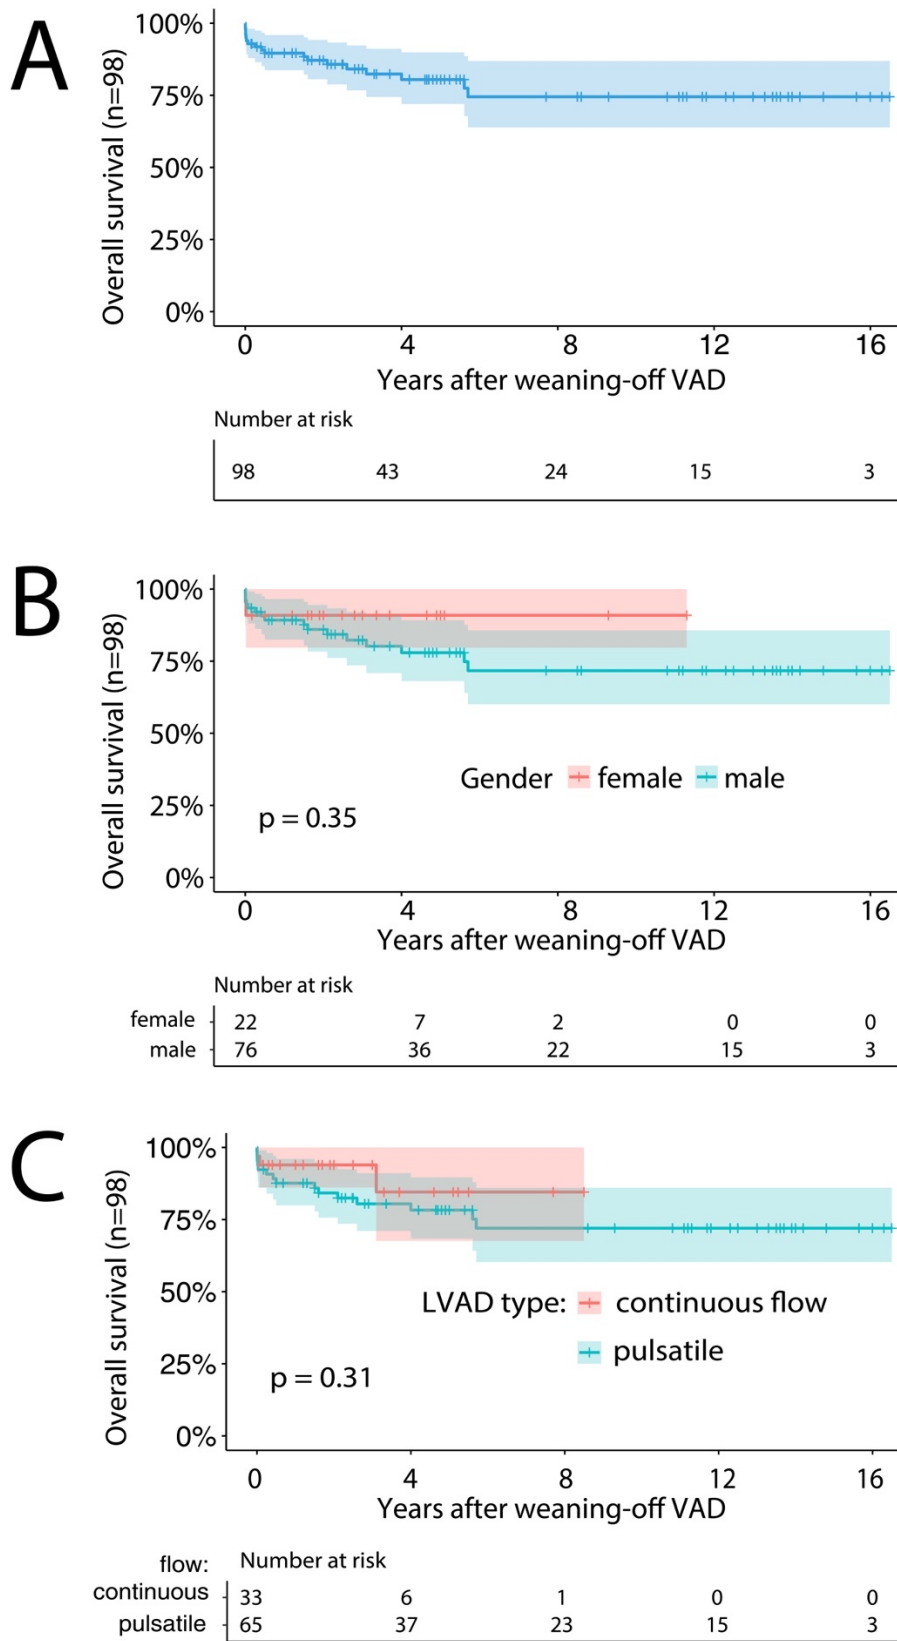 A
Overall survival (n=98)
100%
75%
50%
25%
0%
0 4 8 12 16
Years after weaning-off VAD
Number at risk
98 43 24 15 3
B
Overall survival (n=98)
100%
75%
50%
25%
0%
Gender female male
p = 0.35
0 4 8 12 16
Years after weaning-off VAD
Number at risk
female 22 7 2 0 0
male 76 36 22 15 3
C
Overall survival (n=98)
100%
75%
50%
25%
0%
LVAD type: continuous flow
pulsatile
p = 0.31
0 4 8 12 16
Years after weaning-off VAD
flow: Number at risk
continuous 33 6 1 0 0
pulsatile 65 37 23 15 3